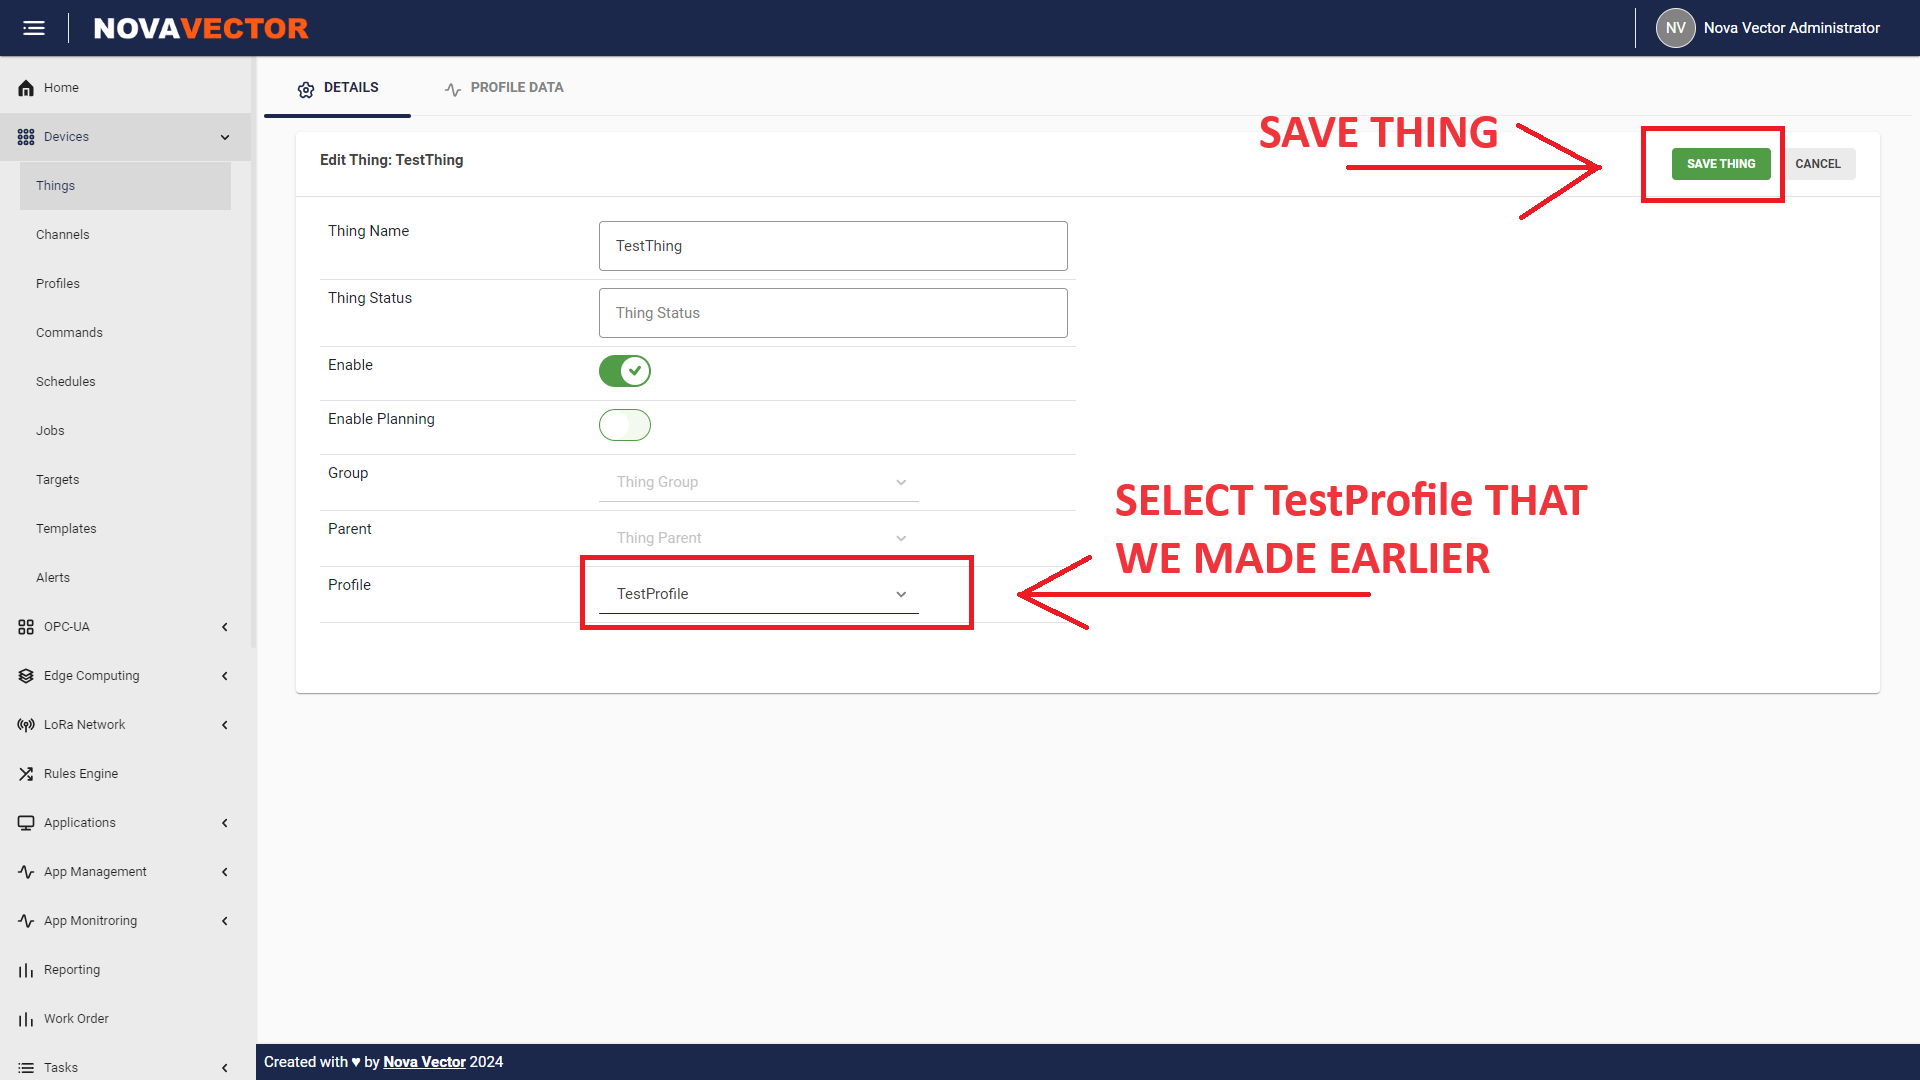 NOVAVECTOR
NV Nova Vector Administrator
Home
Devices
Things
Channels
Profiles
Commands
Schedules
Jobs
Targets
Templates
Alerts
OPC-UA
Edge Computing
LoRa Network
Rules Engine
Applications
App Management
App Monitroring
Reporting
Work Order
Tasks
DETAILS
PROFILE DATA
Edit Thing: TestThing
SAVE THING
SAVE THING
CANCEL
Thing Name
TestThing
Thing Status
Thing Status
Enable
Enable Planning
Group
Thing Group
Parent
Thing Parent
Profile
TestProfile
SELECT TestProfile THAT
WE MADE EARLIER
Created with ♥ by Nova Vector 2024